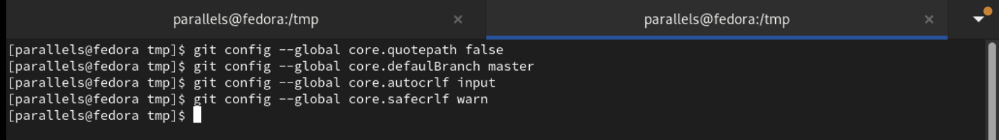 parallels@fedora:/tmp × parallels@fedora:/tmp ×
[parallels@fedora tmp]$ git config --global core.quotepath false
[parallels@fedora tmp]$ git config --global core.defaulBranch master
[parallels@fedora tmp]$ git config --global core.autocrlf input
[parallels@fedora tmp]$ git config --global core.safecrlf warn
[parallels@fedora tmp]$